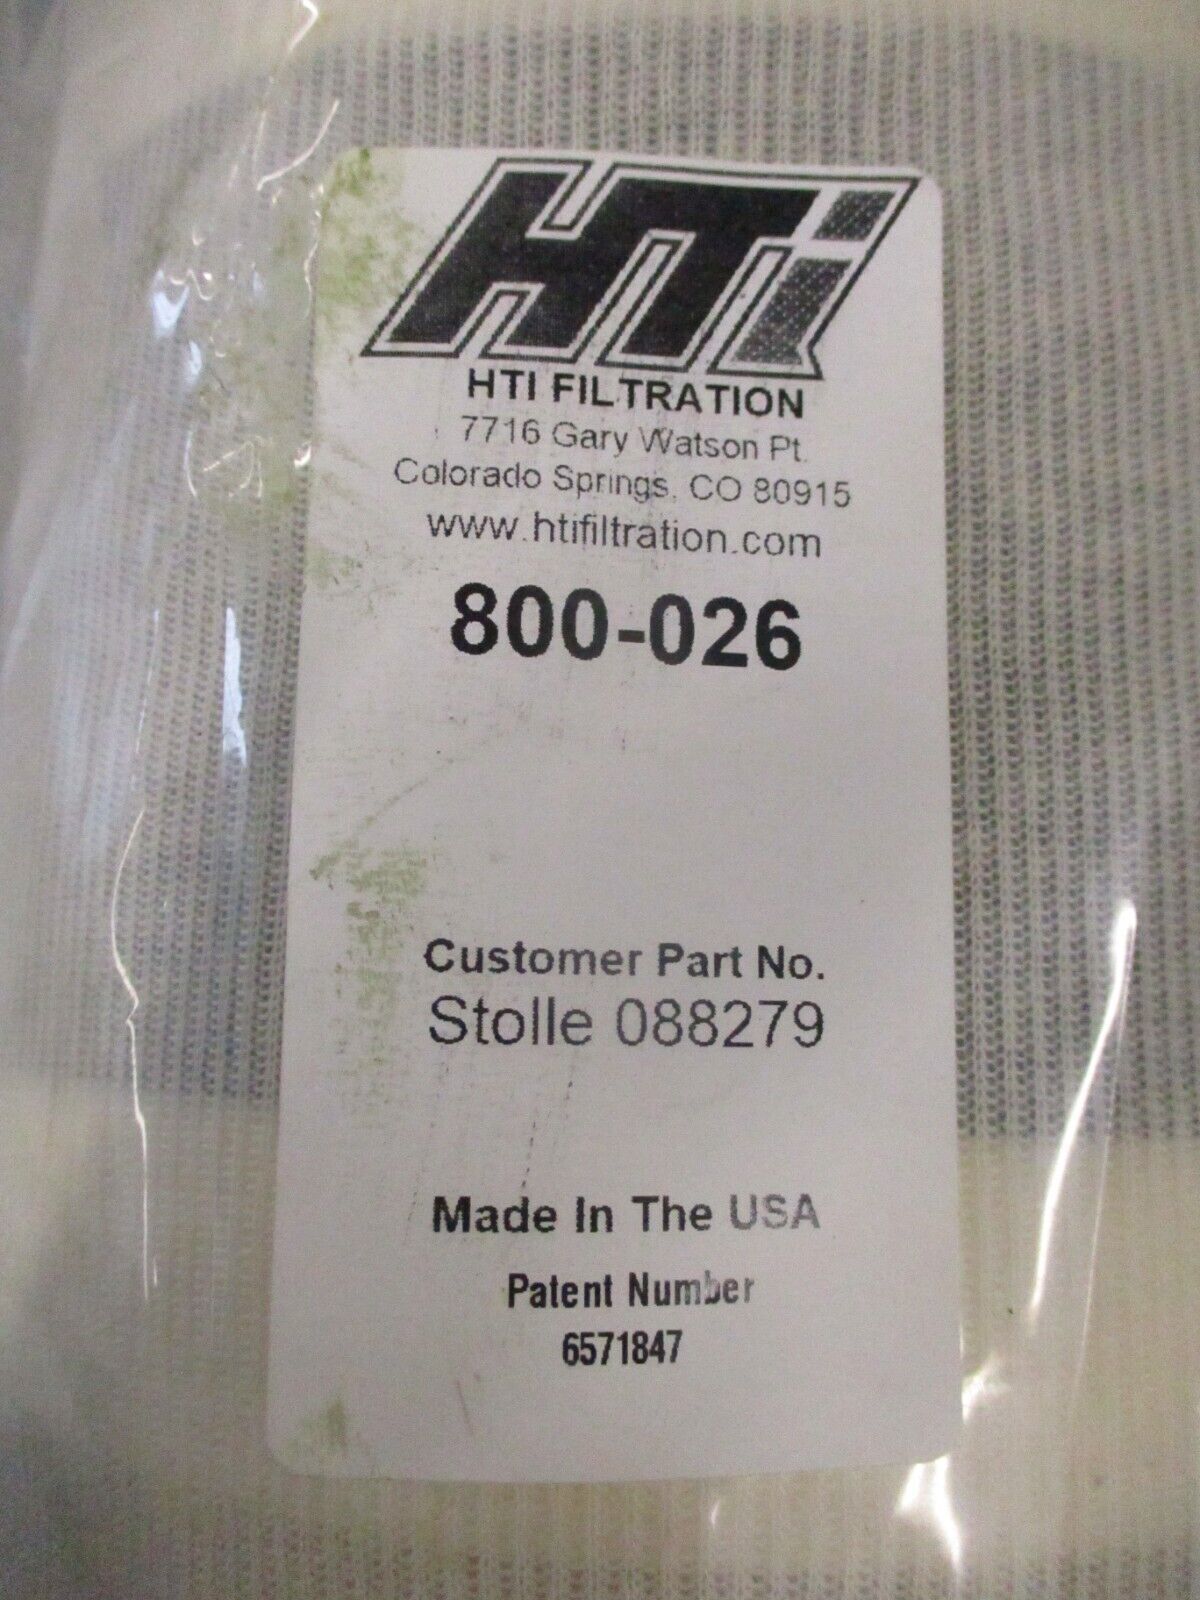 HTi
HTI FILTRATION
7716 Gary Watson Pt.
Colorado Springs, CO 80915
www.htifiltration.com
800-026
Customer Part No.
Stolle 088279
Made In The USA
Patent Number
6571847